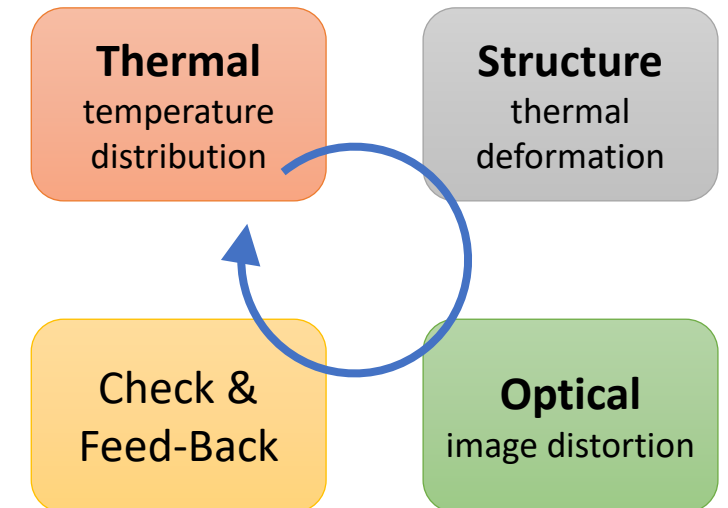 Thermal
temperature
distribution
Structure
thermal
deformation
Check &
Feed-Back
Optical
image distortion